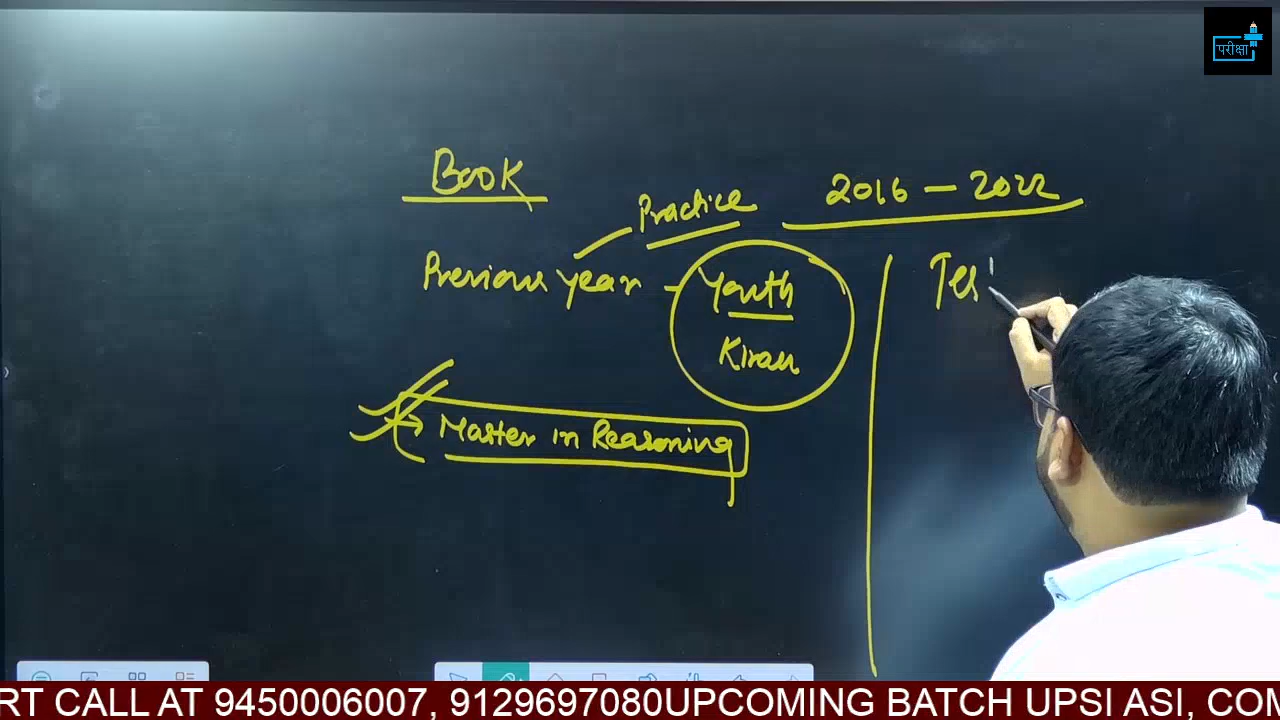 परीक्षा
Book
Practice
2016 - 2022
Previous year - Youth
Kiran
→ Master in Reasoning
Tes
RT CALL AT 9450006007, 9129697080UPCOMING BATCH UPSI ASI, COM